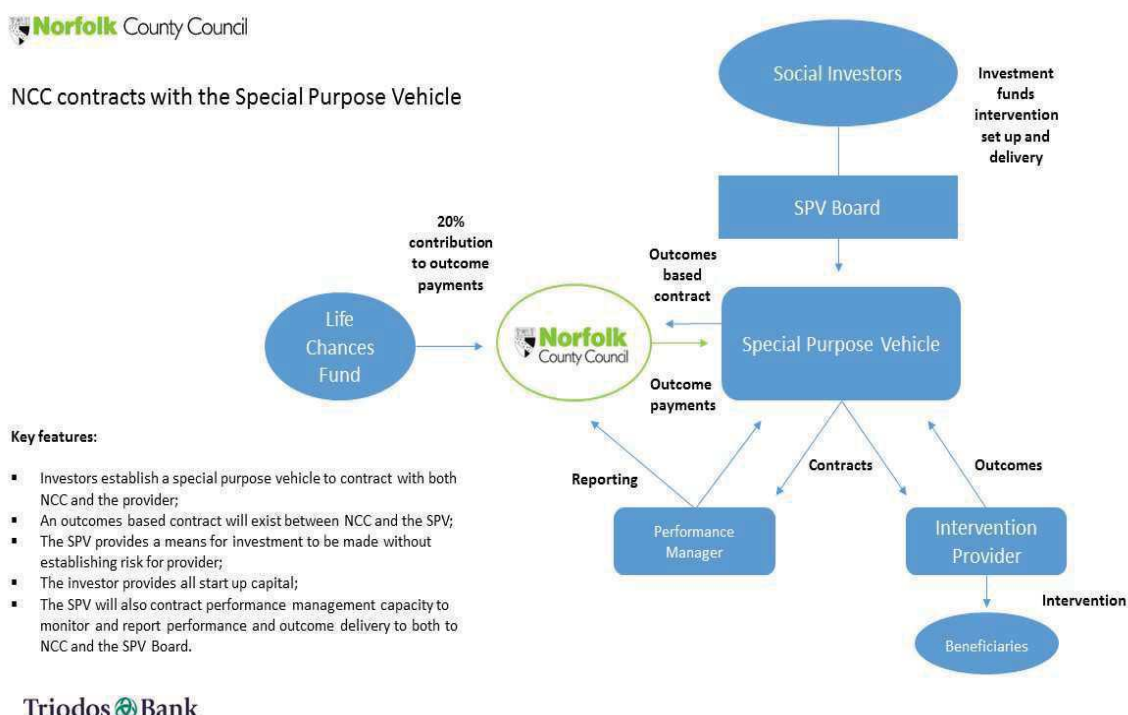 Norfolk County Council
NCC contracts with the Special Purpose Vehicle
Social Investors
Investment
funds
intervention
set up and
delivery
SPV Board
20%
contribution
to outcome
payments
Outcomes
based
contract
Life
Chances
Fund
Norfolk
County Council
Special Purpose Vehicle
Outcome
payments
Key features:
▪ Investors establish a special purpose vehicle to contract with both
NCC and the provider;
▪ An outcomes based contract will exist between NCC and the SPV;
▪ The SPV provides a means for investment to be made without
establishing risk for provider;
▪ The investor provides all start up capital;
▪ The SPV will also contract performance management capacity to
monitor and report performance and outcome delivery to both to
NCC and the SPV Board.
Reporting
Contracts
Outcomes
Performance
Manager
Intervention
Provider
Intervention
Beneficiaries
Triodos Bank